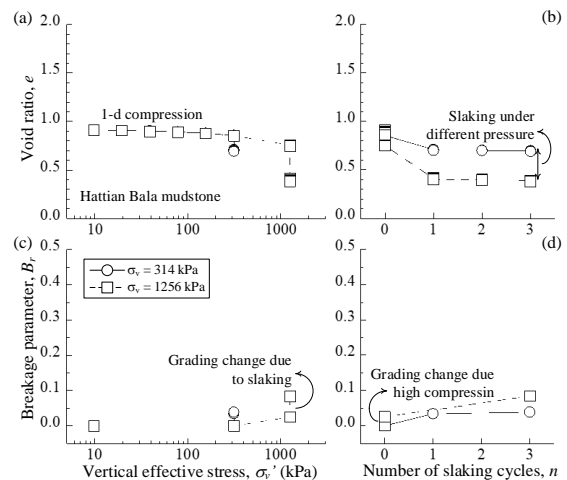 (a)
(b)
2.0
1.5
1.0
0.5
0.0
Void ratio, e
1-d compression
Hattian Bala mudstone
10
100
1000
2.0
1.5
1.0
0.5
0.0
Slaking under
different pressure
0
1
2
3
(c)
(d)
0.5
0.4
0.3
0.2
0.1
0.0
Breakage parameter, Br
σv = 314 kPa
σv = 1256 kPa
Grading change due
to slaking
10
100
1000
Vertical effective stress, σv' (kPa)
0.5
0.4
0.3
0.2
0.1
0.0
Grading change due
high compressin
0
1
2
3
Number of slaking cycles, n